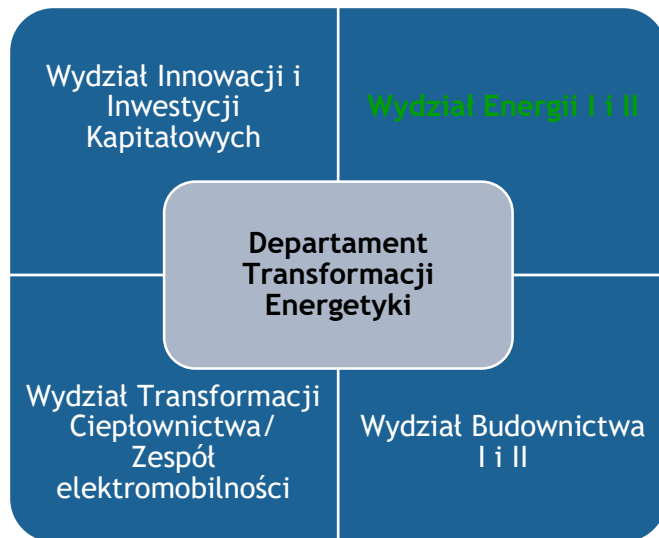 Wydział Innowacji i
Inwestycji
Kapitałowych
Wydział Energii I i II
Departament
Transformacji
Energetyki
Wydział Transformacji
Ciepłownictwa/
Zespół
elektromobilności
Wydział Budownictwa
I i II